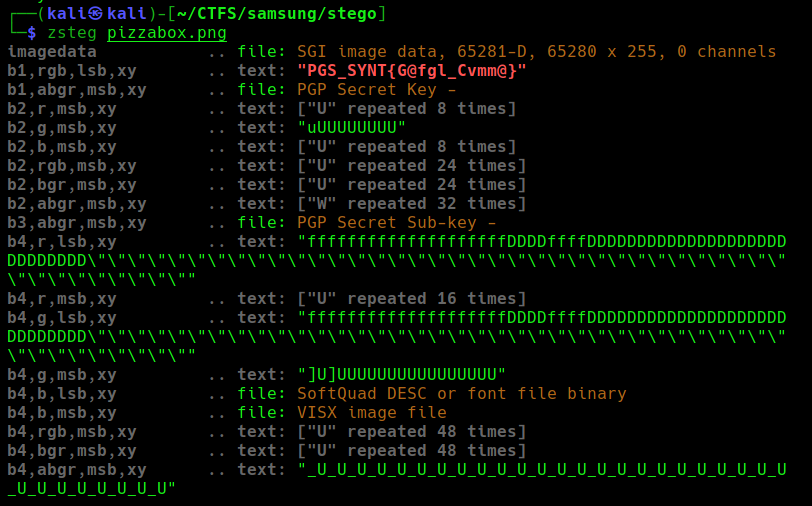 ┌──(kali㉿kali)-[~/CTFS/samsung/stego]
└─$ zsteg pizzabox.png
imagedata           .. file: SGI image data, 65281-D, 65280 x 255, 0 channels
b1,rgb,lsb,xy       .. text: "PGS_SYNT{G@fgl_Cvmm@}"
b1,abgr,msb,xy      .. file: PGP Secret Key -
b2,r,msb,xy         .. text: ["U" repeated 8 times]
b2,g,msb,xy         .. text: "uUUUUUUUU"
b2,b,msb,xy         .. text: ["U" repeated 8 times]
b2,rgb,msb,xy       .. text: ["U" repeated 24 times]
b2,bgr,msb,xy       .. text: ["U" repeated 24 times]
b2,abgr,msb,xy      .. text: ["W" repeated 32 times]
b3,abgr,msb,xy      .. file: PGP Secret Sub-key -
b4,r,lsb,xy         .. text: "ffffffffffffffffffffDDDDffffDDDDDDDDDDDDDDDDDDDD
DDDDDDDD\"\"\"\"\"\"\"\"\"\"\"\"\"\"\"\"\"\"\"\"\"\"\"\"\"\"\"\"\"\"\"\"\"\"\"
\"\"\"\"\"\"\"\"\""
b4,r,msb,xy         .. text: ["U" repeated 16 times]
b4,g,lsb,xy         .. text: "ffffffffffffffffffffDDDDffffDDDDDDDDDDDDDDDDDDDD
DDDDDDDD\"\"\"\"\"\"\"\"\"\"\"\"\"\"\"\"\"\"\"\"\"\"\"\"\"\"\"\"\"\"\"\"\"\"\"
\"\"\"\"\"\"\"\"\""
b4,g,msb,xy         .. text: "]U]UUUUUUUUUUUUUUUU"
b4,b,lsb,xy         .. file: SoftQuad DESC or font file binary
b4,b,msb,xy         .. file: VISX image file
b4,rgb,msb,xy       .. text: ["U" repeated 48 times]
b4,bgr,msb,xy       .. text: ["U" repeated 48 times]
b4,abgr,msb,xy      .. text: "_U_U_U_U_U_U_U_U_U_U_U_U_U_U_U_U_U_U_U_U_U_U_U_U
_U_U_U_U_U_U_U_U"